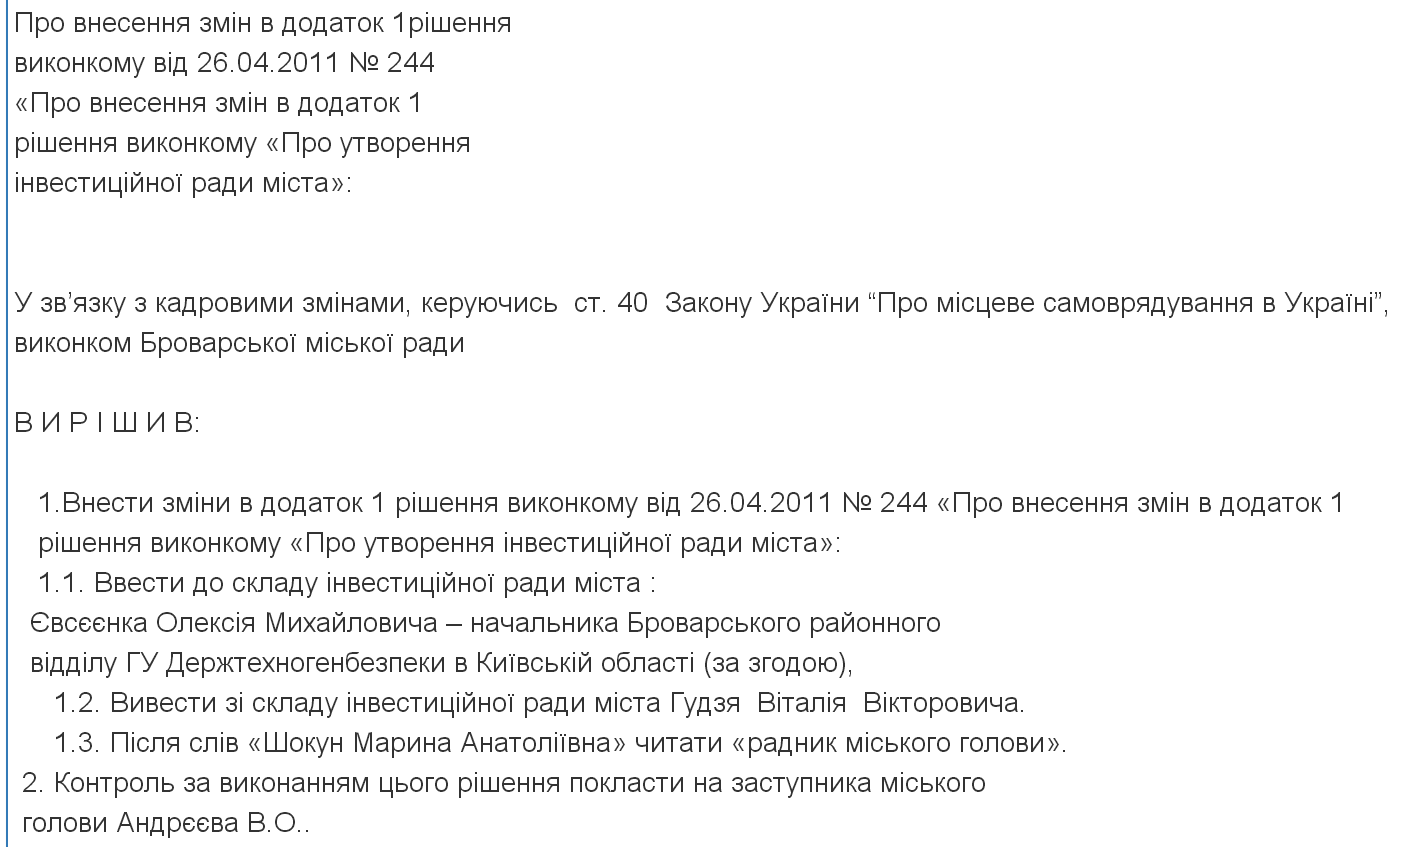 Про внесення змін в додаток 1рішення
виконкому від 26.04.2011 № 244
«Про внесення змін в додаток 1
рішення виконкому «Про утворення
інвестиційної ради міста»:
У зв’язку з кадровими змінами, керуючись  ст. 40  Закону України “Про місцеве самоврядування в Україні”,
виконком Броварської міської ради
В И Р І Ш И В:
1.Внести зміни в додаток 1 рішення виконкому від 26.04.2011 № 244 «Про внесення змін в додаток 1
рішення виконкому «Про утворення інвестиційної ради міста»:
1.1. Ввести до складу інвестиційної ради міста :
Євсєєнка Олексія Михайловича – начальника Броварського районного
відділу ГУ Держтехногенбезпеки в Київській області (за згодою),
1.2. Вивести зі складу інвестиційної ради міста Гудзя  Віталія  Вікторовича.
1.3. Після слів «Шокун Марина Анатоліївна» читати «радник міського голови».
2. Контроль за виконанням цього рішення покласти на заступника міського
голови Андрєєва В.О..